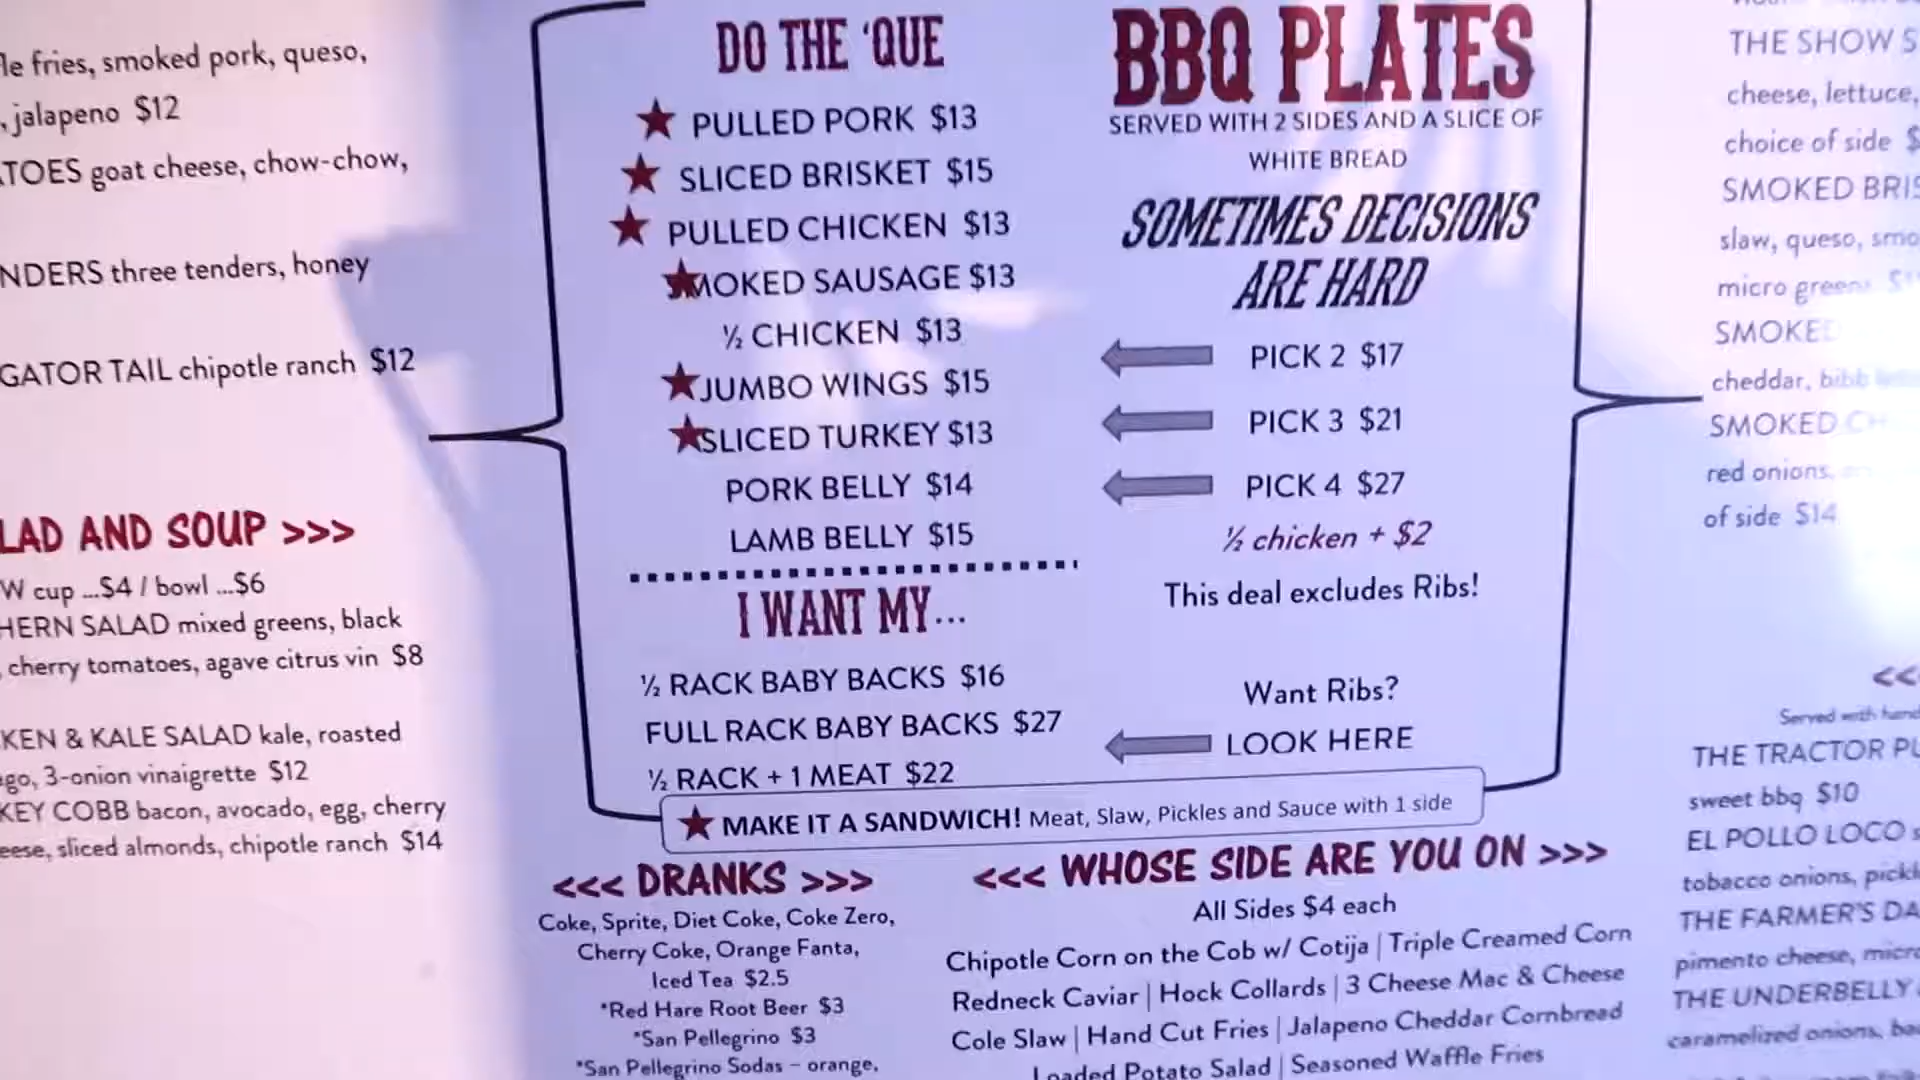 le fries, smoked pork, queso,
, jalapeno $12
TOES goat cheese, chow-chow,
NDERS three tenders, honey
GATOR TAIL chipotle ranch $12
LAD AND SOUP >>>
W cup ...$4 / bowl ...$6
HERN SALAD mixed greens, black
, cherry tomatoes, agave citrus vin $8
KEN & KALE SALAD kale, roasted
ago, 3-onion vinaigrette $12
KEY COBB bacon, avocado, egg, cherry
eese, sliced almonds, chipotle ranch $14
DO THE 'QUE
★ PULLED PORK $13
★ SLICED BRISKET $15
★ PULLED CHICKEN $13
★ SMOKED SAUSAGE $13
½ CHICKEN $13
★ JUMBO WINGS $15
★ SLICED TURKEY $13
PORK BELLY $14
LAMB BELLY $15
I WANT MY...
½ RACK BABY BACKS $16
FULL RACK BABY BACKS $27
½ RACK + 1 MEAT $22
BBQ PLATES
SERVED WITH 2 SIDES AND A SLICE OF
WHITE BREAD
SOMETIMES DECISIONS
ARE HARD
PICK 2 $17
PICK 3 $21
PICK 4 $27
½ chicken + $2
This deal excludes Ribs!
Want Ribs?
LOOK HERE
★ MAKE IT A SANDWICH! Meat, Slaw, Pickles and Sauce with 1 side
<<< DRANKS >>>
Coke, Sprite, Diet Coke, Coke Zero,
Cherry Coke, Orange Fanta,
Iced Tea $2.5
*Red Hare Root Beer $3
*San Pellegrino $3
*San Pellegrino Sodas – orange,
<<< WHOSE SIDE ARE YOU ON >>>
All Sides $4 each
Chipotle Corn on the Cob w/ Cotija | Triple Creamed Corn
Redneck Caviar | Hock Collards | 3 Cheese Mac & Cheese
Cole Slaw | Hand Cut Fries | Jalapeno Cheddar Cornbread
Loaded Potato Salad | Seasoned Waffle Fries
THE SHOW S
cheese, lettuce,
choice of side $
SMOKED BRIS
slaw, queso, smo
micro greens
SMOKED
cheddar, bibb
SMOKED
red onions,
of side $14
<<
Served with hand
THE TRACTOR PU
sweet bbq $10
EL POLLO LOCO
tobacco onions, pickl
THE FARMER'S DA
pimento cheese, micro
THE UNDERBELLY
caramelized onions, ba